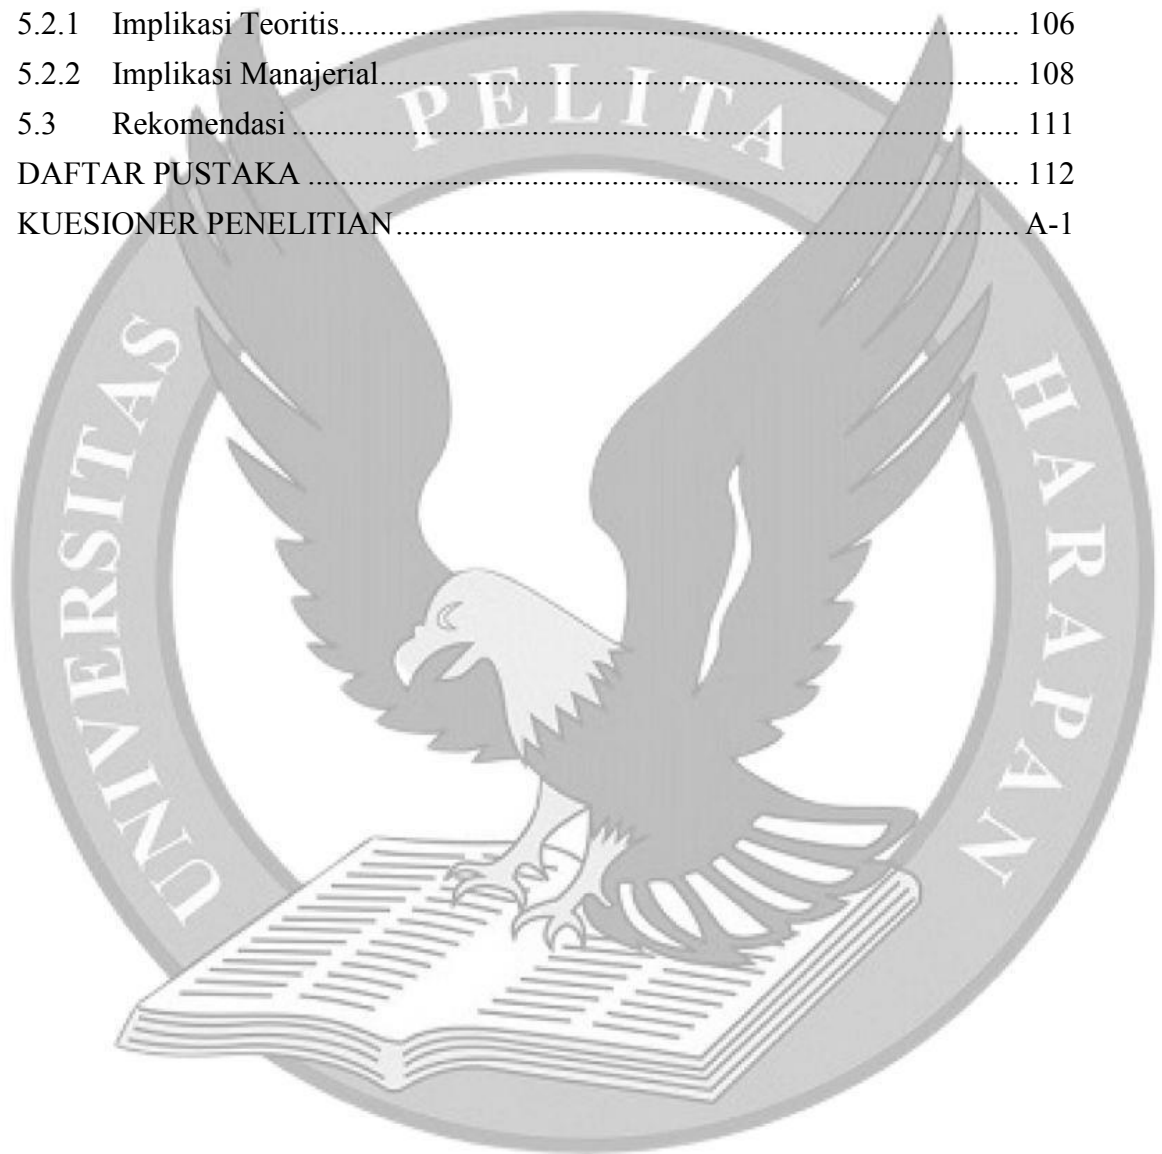 5.2.1 Implikasi Teoritis..................................................................................... 106
5.2.2 Implikasi Manajerial................................................................................ 108
5.3 Rekomendasi ........................................................................................... 111
DAFTAR PUSTAKA ......................................................................................... 112
KUESIONER PENELITIAN.............................................................................. A-1
UNIVERSITAS PELITA HARAPAN